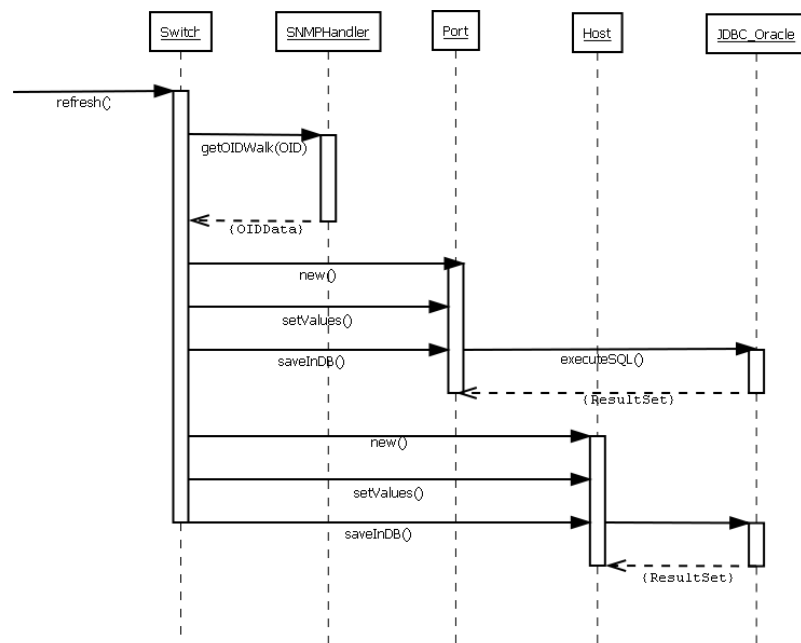 Switch
SNMPHandler
Port
Host
JDBC_Oracle
refresh()
getOIDWalk(OID)
{OIDData}
new()
setValues()
saveInDB()
executeSQL()
{ResultSet}
new()
setValues()
saveInDB()
{ResultSet}